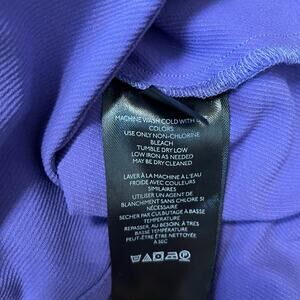 MACHINE WASH COLD WITH
COLORS
USE ONLY NON-CHLORINE
BLEACH
TUMBLE DRY LOW
LOW IRON AS NEEDED
MAY BE DRY CLEANED
LAVER À LA MACHINE À L'EAU
FROIDE AVEC COULEURS
SIMILAIRES
UTILISER UN AGENT DE
BLANCHIMENT SANS CHLORE SI
NÉCESSAIRE
SECHER PAR CULBUTAGE À BASSE
TEMPÉRATURE
REPASSER, AU BESOIN, À TRÈS
BASSE TEMPÉRATURE
PEUT-ÊTRE ÊTRE NETTOYÉE
À SEC